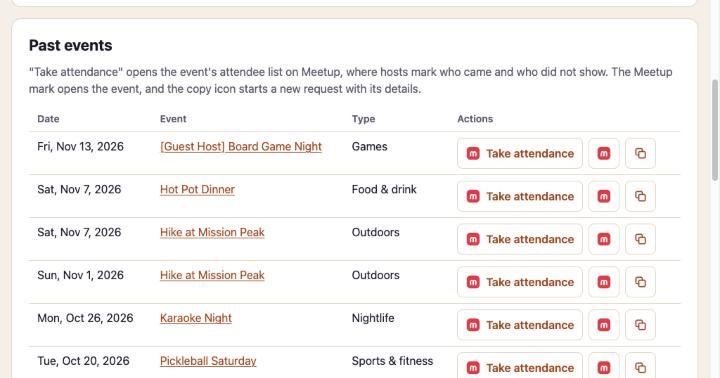 Past events
"Take attendance" opens the event's attendee list on Meetup, where hosts mark who came and who did not show. The Meetup
mark opens the event, and the copy icon starts a new request with its details.
Date Event Type Actions
Fri, Nov 13, 2026 [Guest Host] Board Game Night Games m Take attendance m
Sat, Nov 7, 2026 Hot Pot Dinner Food & drink m Take attendance m
Sat, Nov 7, 2026 Hike at Mission Peak Outdoors m Take attendance m
Sun, Nov 1, 2026 Hike at Mission Peak Outdoors m Take attendance m
Mon, Oct 26, 2026 Karaoke Night Nightlife m Take attendance m
Tue, Oct 20, 2026 Pickleball Saturday Sports & fitness m Take attendance m